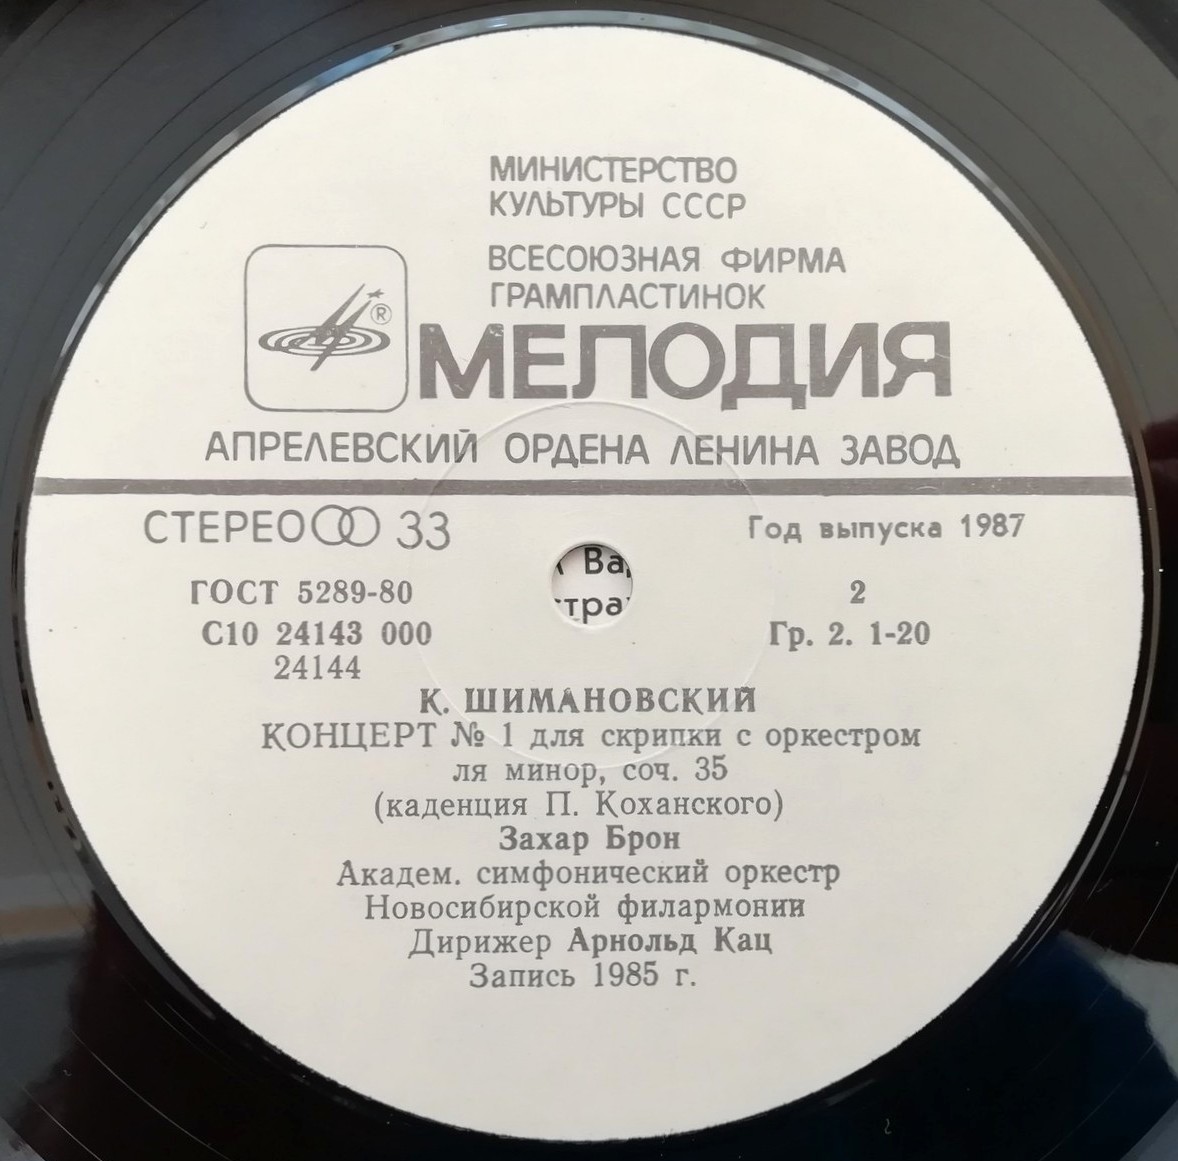 МИНИСТЕРСТВО
КУЛЬТУРЫ СССР
ВСЕСОЮЗНАЯ ФИРМА
ГРАМПЛАСТИНОК
®
МЕЛОДИЯ
АПРЕЛЕВСКИЙ ОРДЕНА ЛЕНИНА ЗАВОД
СТЕРЕО 33
Год выпуска 1987
ГОСТ 5289-80
2
С10 24143 000
Гр. 2. 1-20
24144
К. ШИМАНОВСКИЙ
КОНЦЕРТ № 1 для скрипки с оркестром
ля минор, соч. 35
(каденция П. Коханского)
Захар Брон
Академ. симфонический оркестр
Новосибирской филармонии
Дирижер Арнольд Кац
Запись 1985 г.